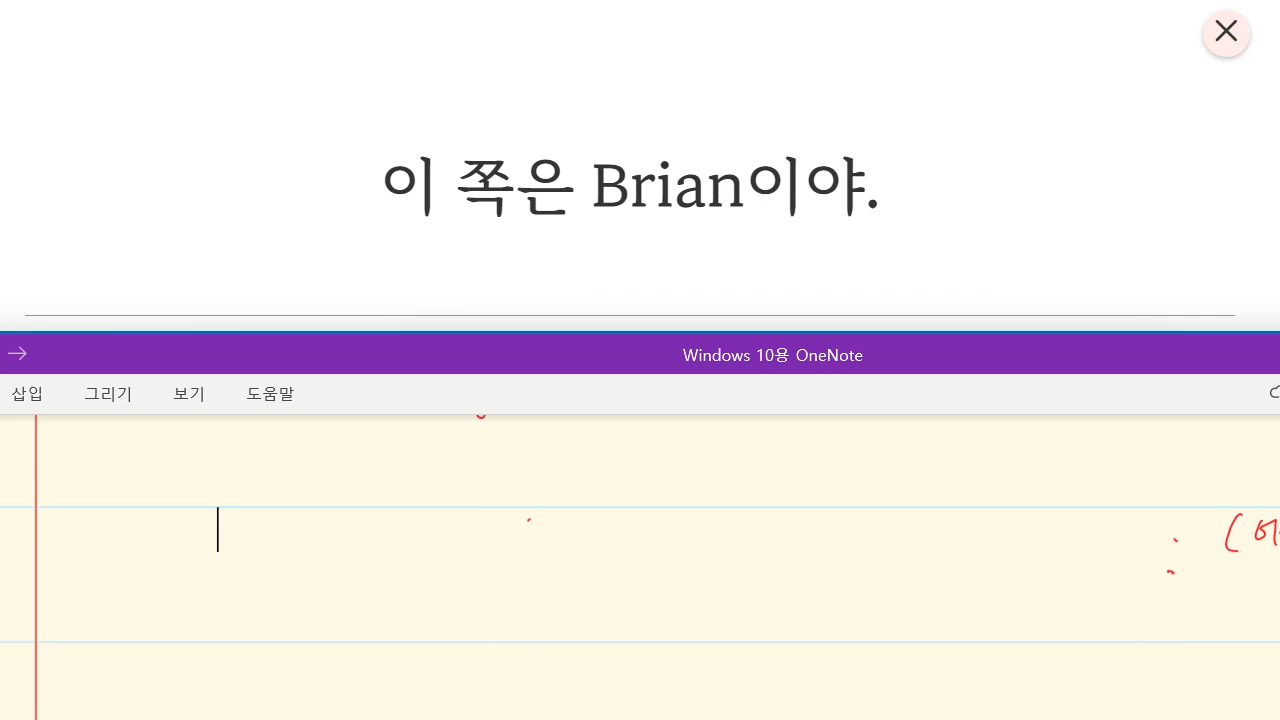 이 쪽은 Brian이야.
Windows 10용 OneNote
삽입 그리기 보기 도움말